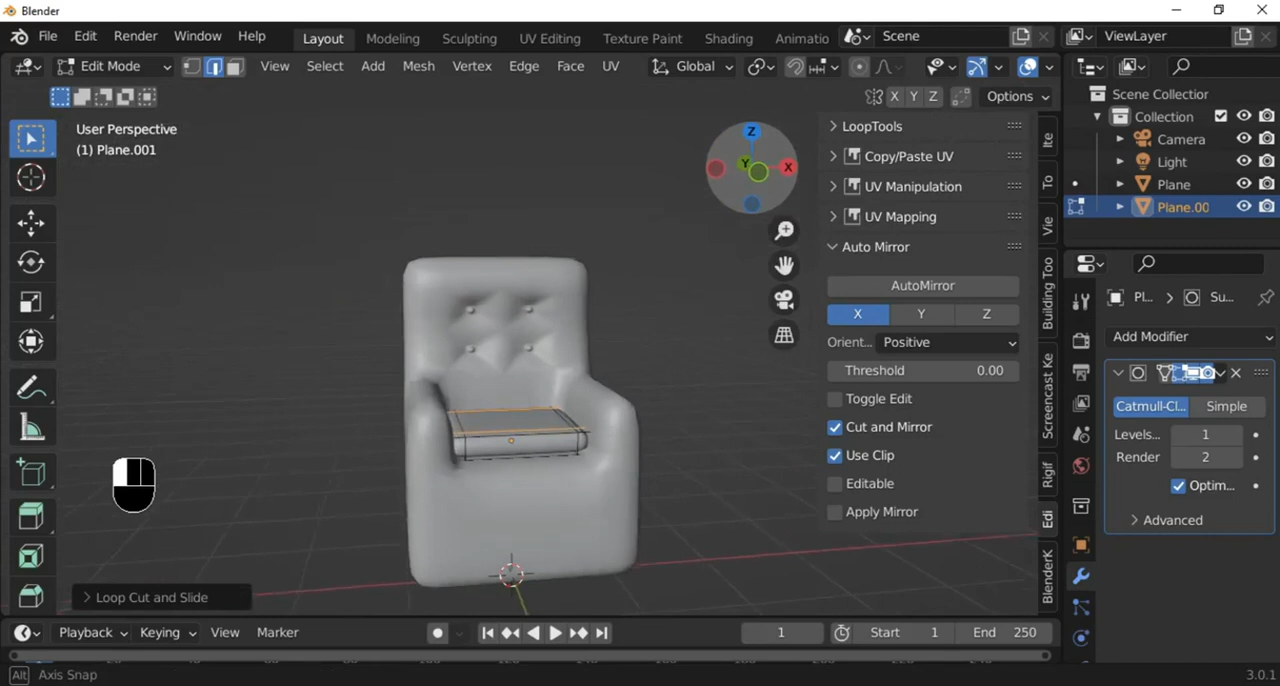 Blender
File Edit Render Window Help Layout Modeling Sculpting UV Editing Texture Paint Shading Animatio Scene ViewLayer
Edit Mode View Select Add Mesh Vertex Edge Face UV Global
X Y Z Options
User Perspective
(1) Plane.001
Z
Y X
LoopTools
Copy/Paste UV
UV Manipulation
UV Mapping
Auto Mirror
AutoMirror
X Y Z
Orient... Positive
Threshold 0.00
Toggle Edit
Cut and Mirror
Use Clip
Editable
Apply Mirror
Ite
To
Vie
Building Too
Screencast Ke
Rigif
Edi
BlenderK
Scene Collection
Collection
Camera
Light
Plane
Plane.00
Pl... Su...
Add Modifier
Catmull-Cl... Simple
Levels... 1
Render 2
Optim...
Advanced
Loop Cut and Slide
Playback Keying View Marker 1 Start 1 End 250
Alt Axis Snap 3.0.1